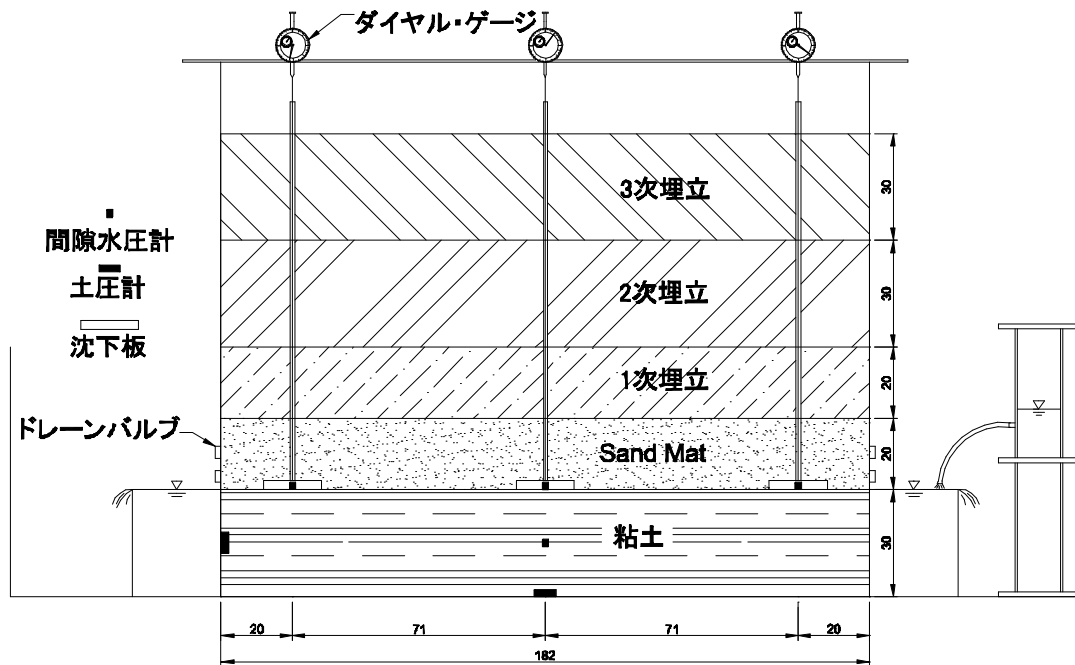 ダイヤル・ゲージ
3次埋立
30
間隙水圧計
土圧計
2次埋立
30
沈下板
1次埋立
20
ドレーンバルブ
Sand Mat
20
粘土
30
20
71
71
20
182